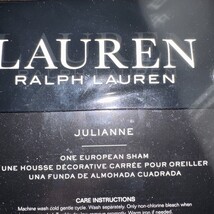 LAUREN
RALPH LAUREN
JULIANNE
ONE EUROPEAN SHAM
UNE HOUSSE DÉCORATIVE CARRÉE POUR OREILLER
UNA FUNDA DE ALMOHADA CUADRADA
CARE INSTRUCTIONS
Machine wash cold gentle cycle. Wash separately. Only non-chlorine bleach when